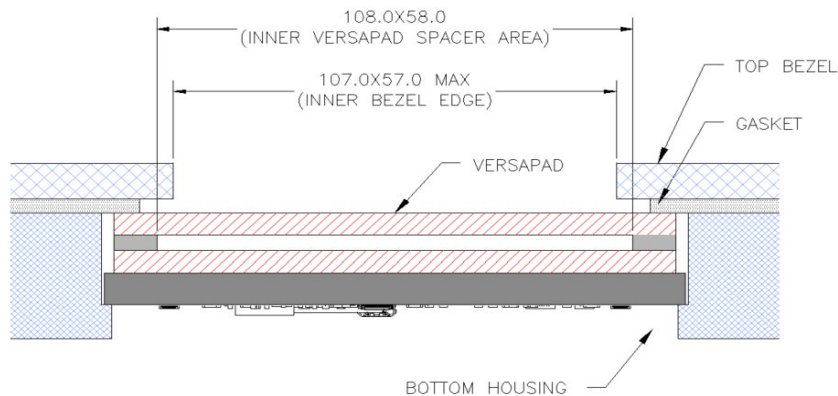 108.0X58.0
(INNER VERSAPAD SPACER AREA)
107.0X57.0 MAX
(INNER BEZEL EDGE)
TOP BEZEL
GASKET
VERSAPAD
BOTTOM HOUSING